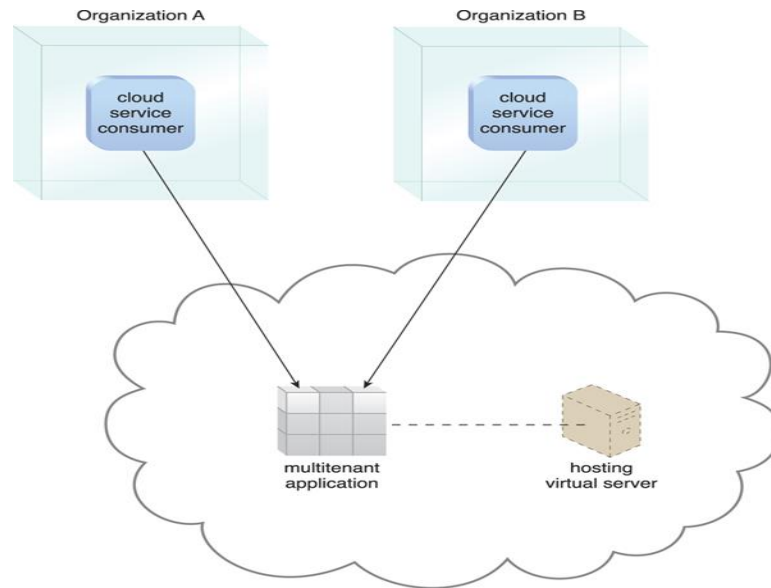 Organization A
Organization B
cloud
service
consumer
cloud
service
consumer
multitenant
application
hosting
virtual server